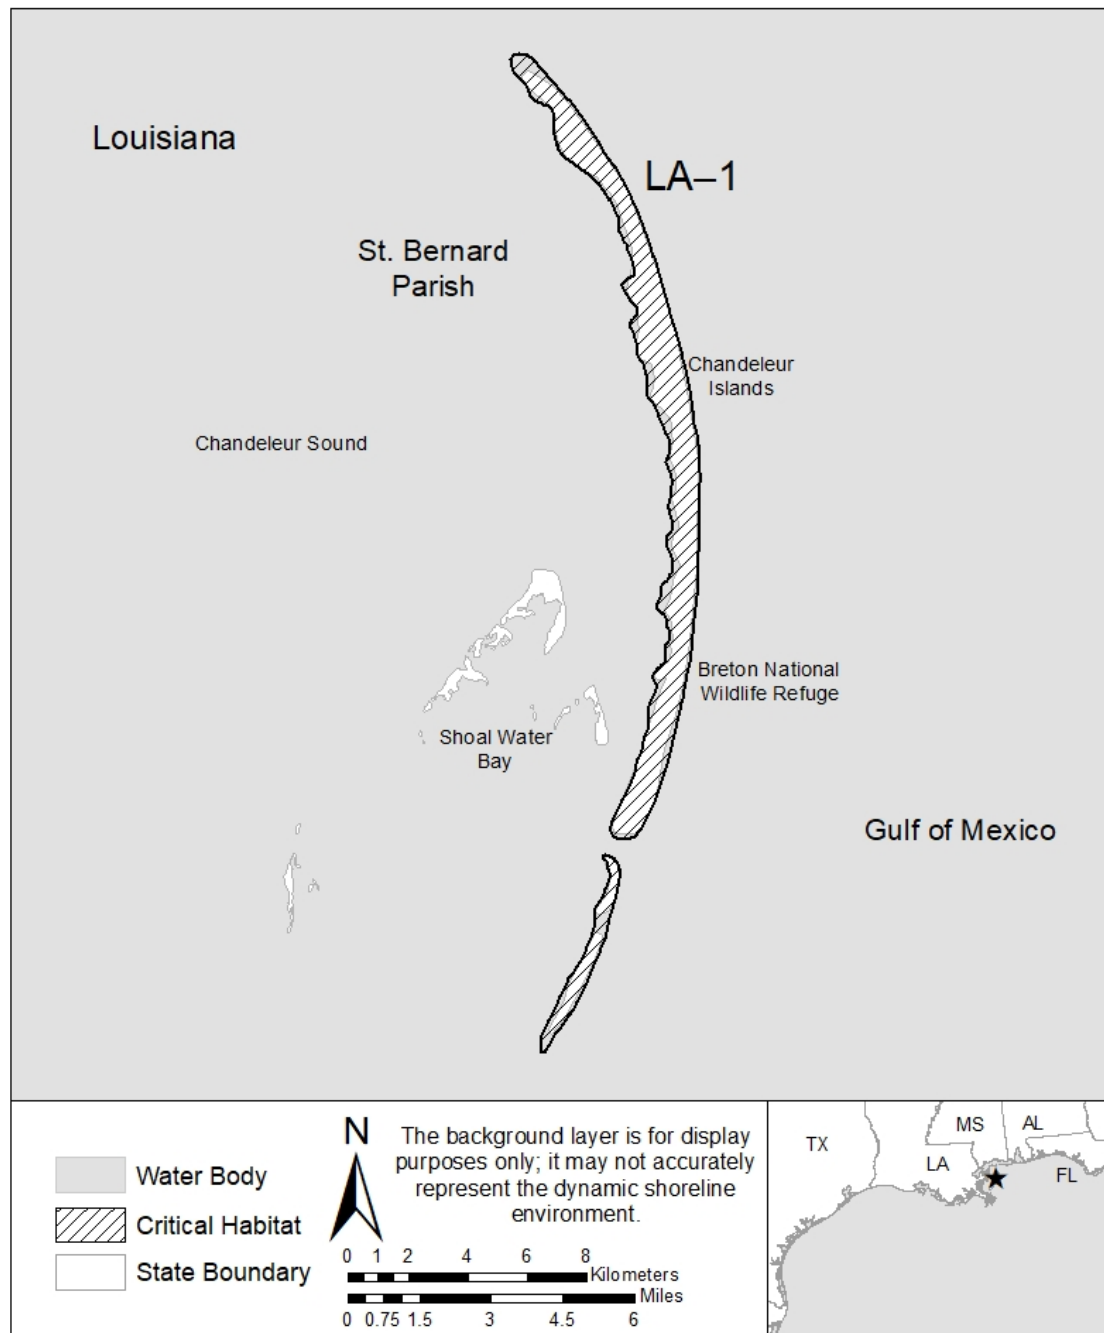 Louisiana
LA–1
St. Bernard
Parish
Chandeleur
Islands
Chandeleur Sound
Breton National
Wildlife Refuge
Shoal Water
Bay
Gulf of Mexico
Water Body
Critical Habitat
State Boundary
N
The background layer is for display
purposes only; it may not accurately
represent the dynamic shoreline
environment.
0 1 2 4 6 8
Kilometers
Miles
0 0.75 1.5 3 4.5 6
TX
LA
MS
AL
FL